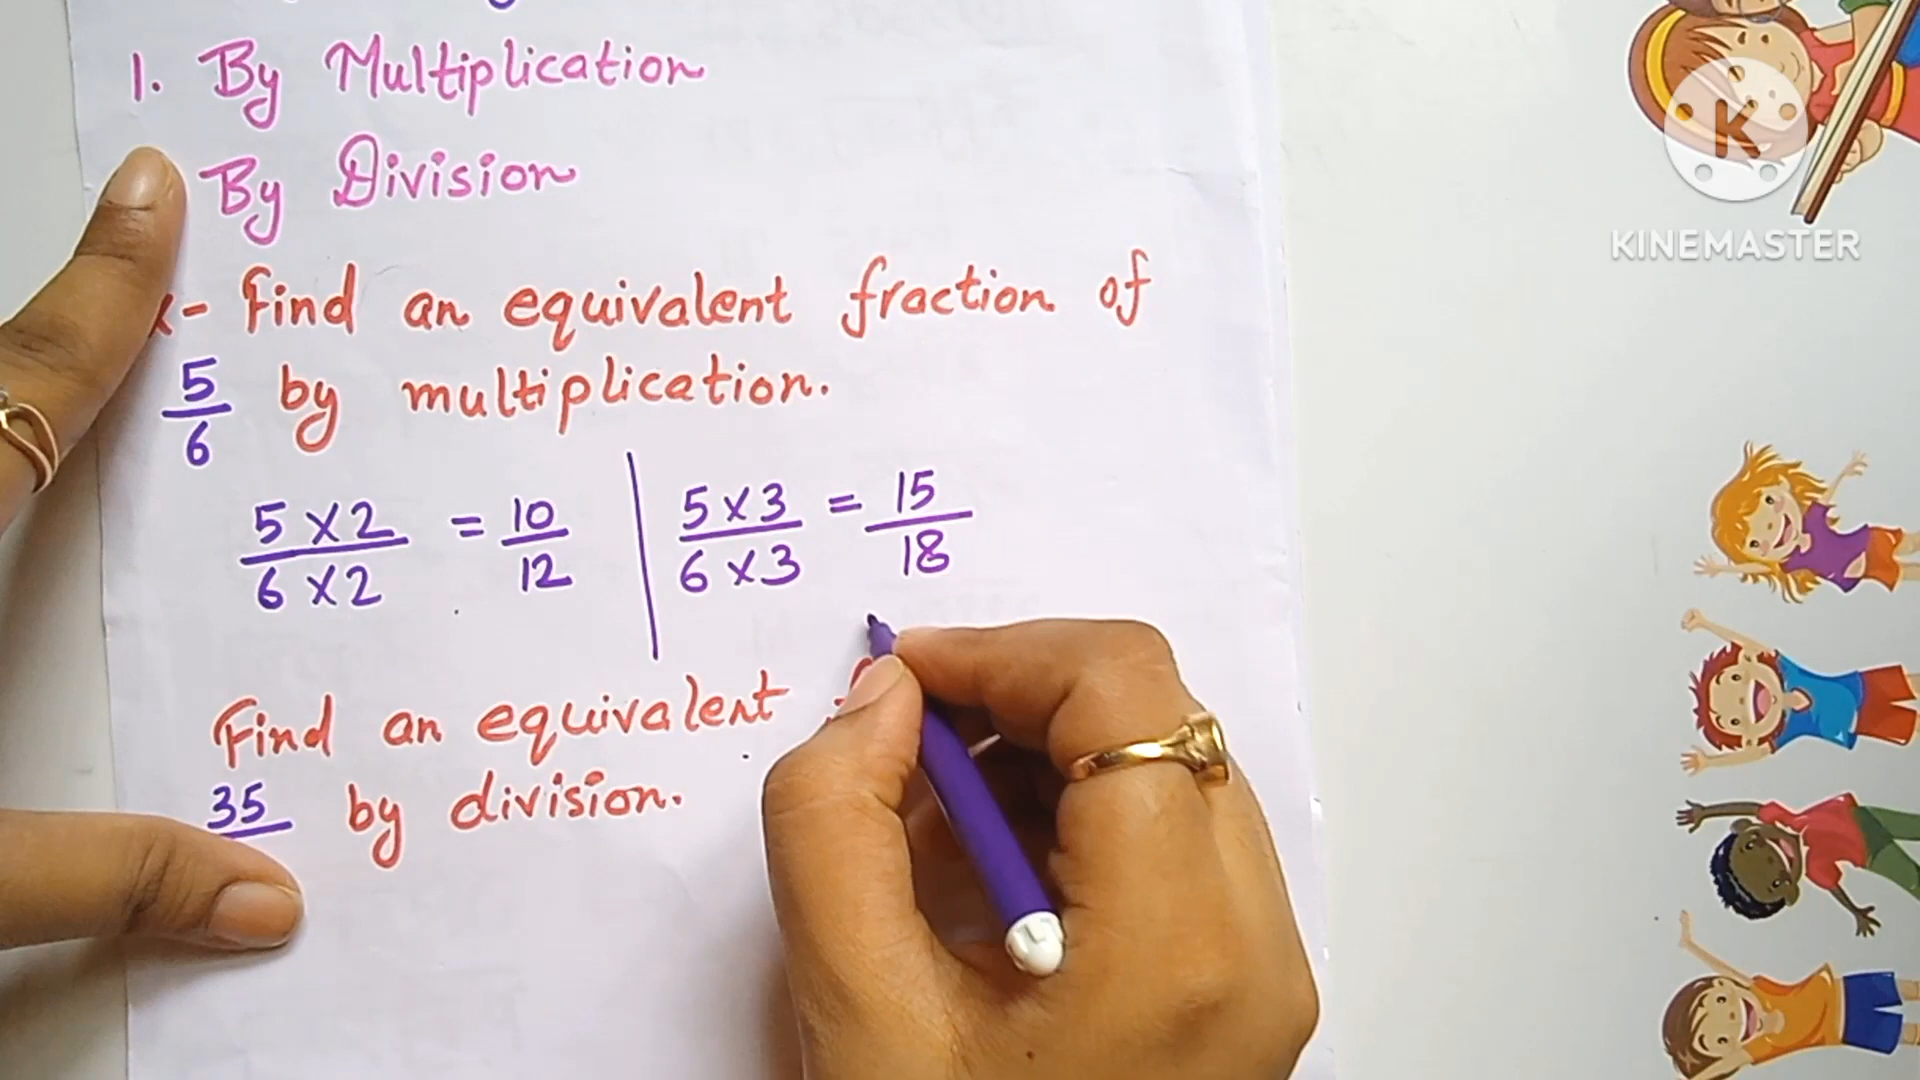 1. By Multiplication
By Division
- Find an equivalent fraction of
5/6 by multiplication.
5 x 2 / 6 x 2 = 10/12 | 5 x 3 / 6 x 3 = 15/18
Find an equivalent
35 by division.
K
KINEMASTER